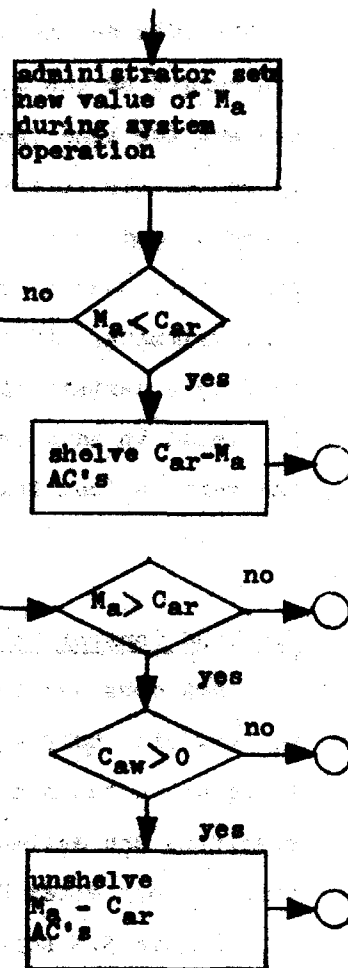 administrator sets
new value of Ma
during system
operation
no
Ma < Car
yes
shelve Car-Ma
AC's
Ma > Car
no
yes
Caw > 0
no
yes
unshelve
Ma - Car
AC's